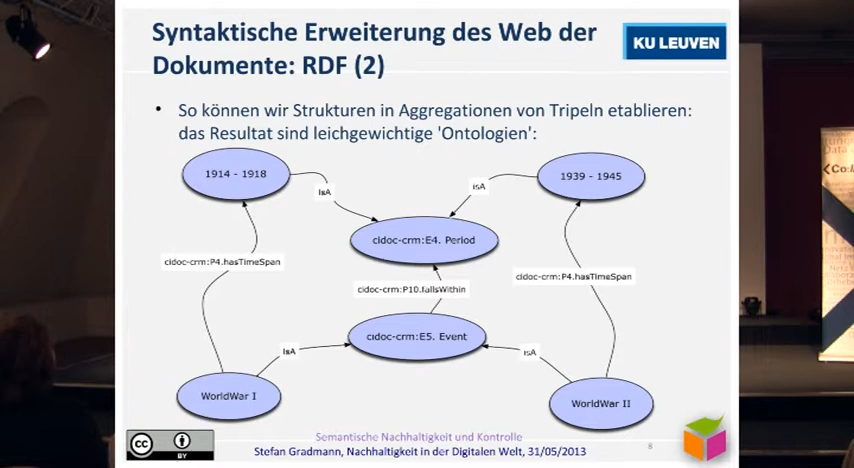 Syntaktische Erweiterung des Web der
Dokumente: RDF (2)
KU LEUVEN
• So können wir Strukturen in Aggregationen von Tripeln etablieren:
das Resultat sind leichgewichtige 'Ontologien':
1914 - 1918
1939 - 1945
IsA
isA
cidoc-crm:E4. Period
cidoc-crm:P4.hasTimeSpan
cidoc-crm:P4.hasTimeSpan
cidoc-crm:P10.fallsWithin
cidoc-crm:E5. Event
IsA
isA
WorldWar I
WorldWar II
Semantische Nachhaltigkeit und Kontrolle
8
Stefan Gradmann, Nachhaltigkeit in der Digitalen Welt, 31/05/2013
cc
BY